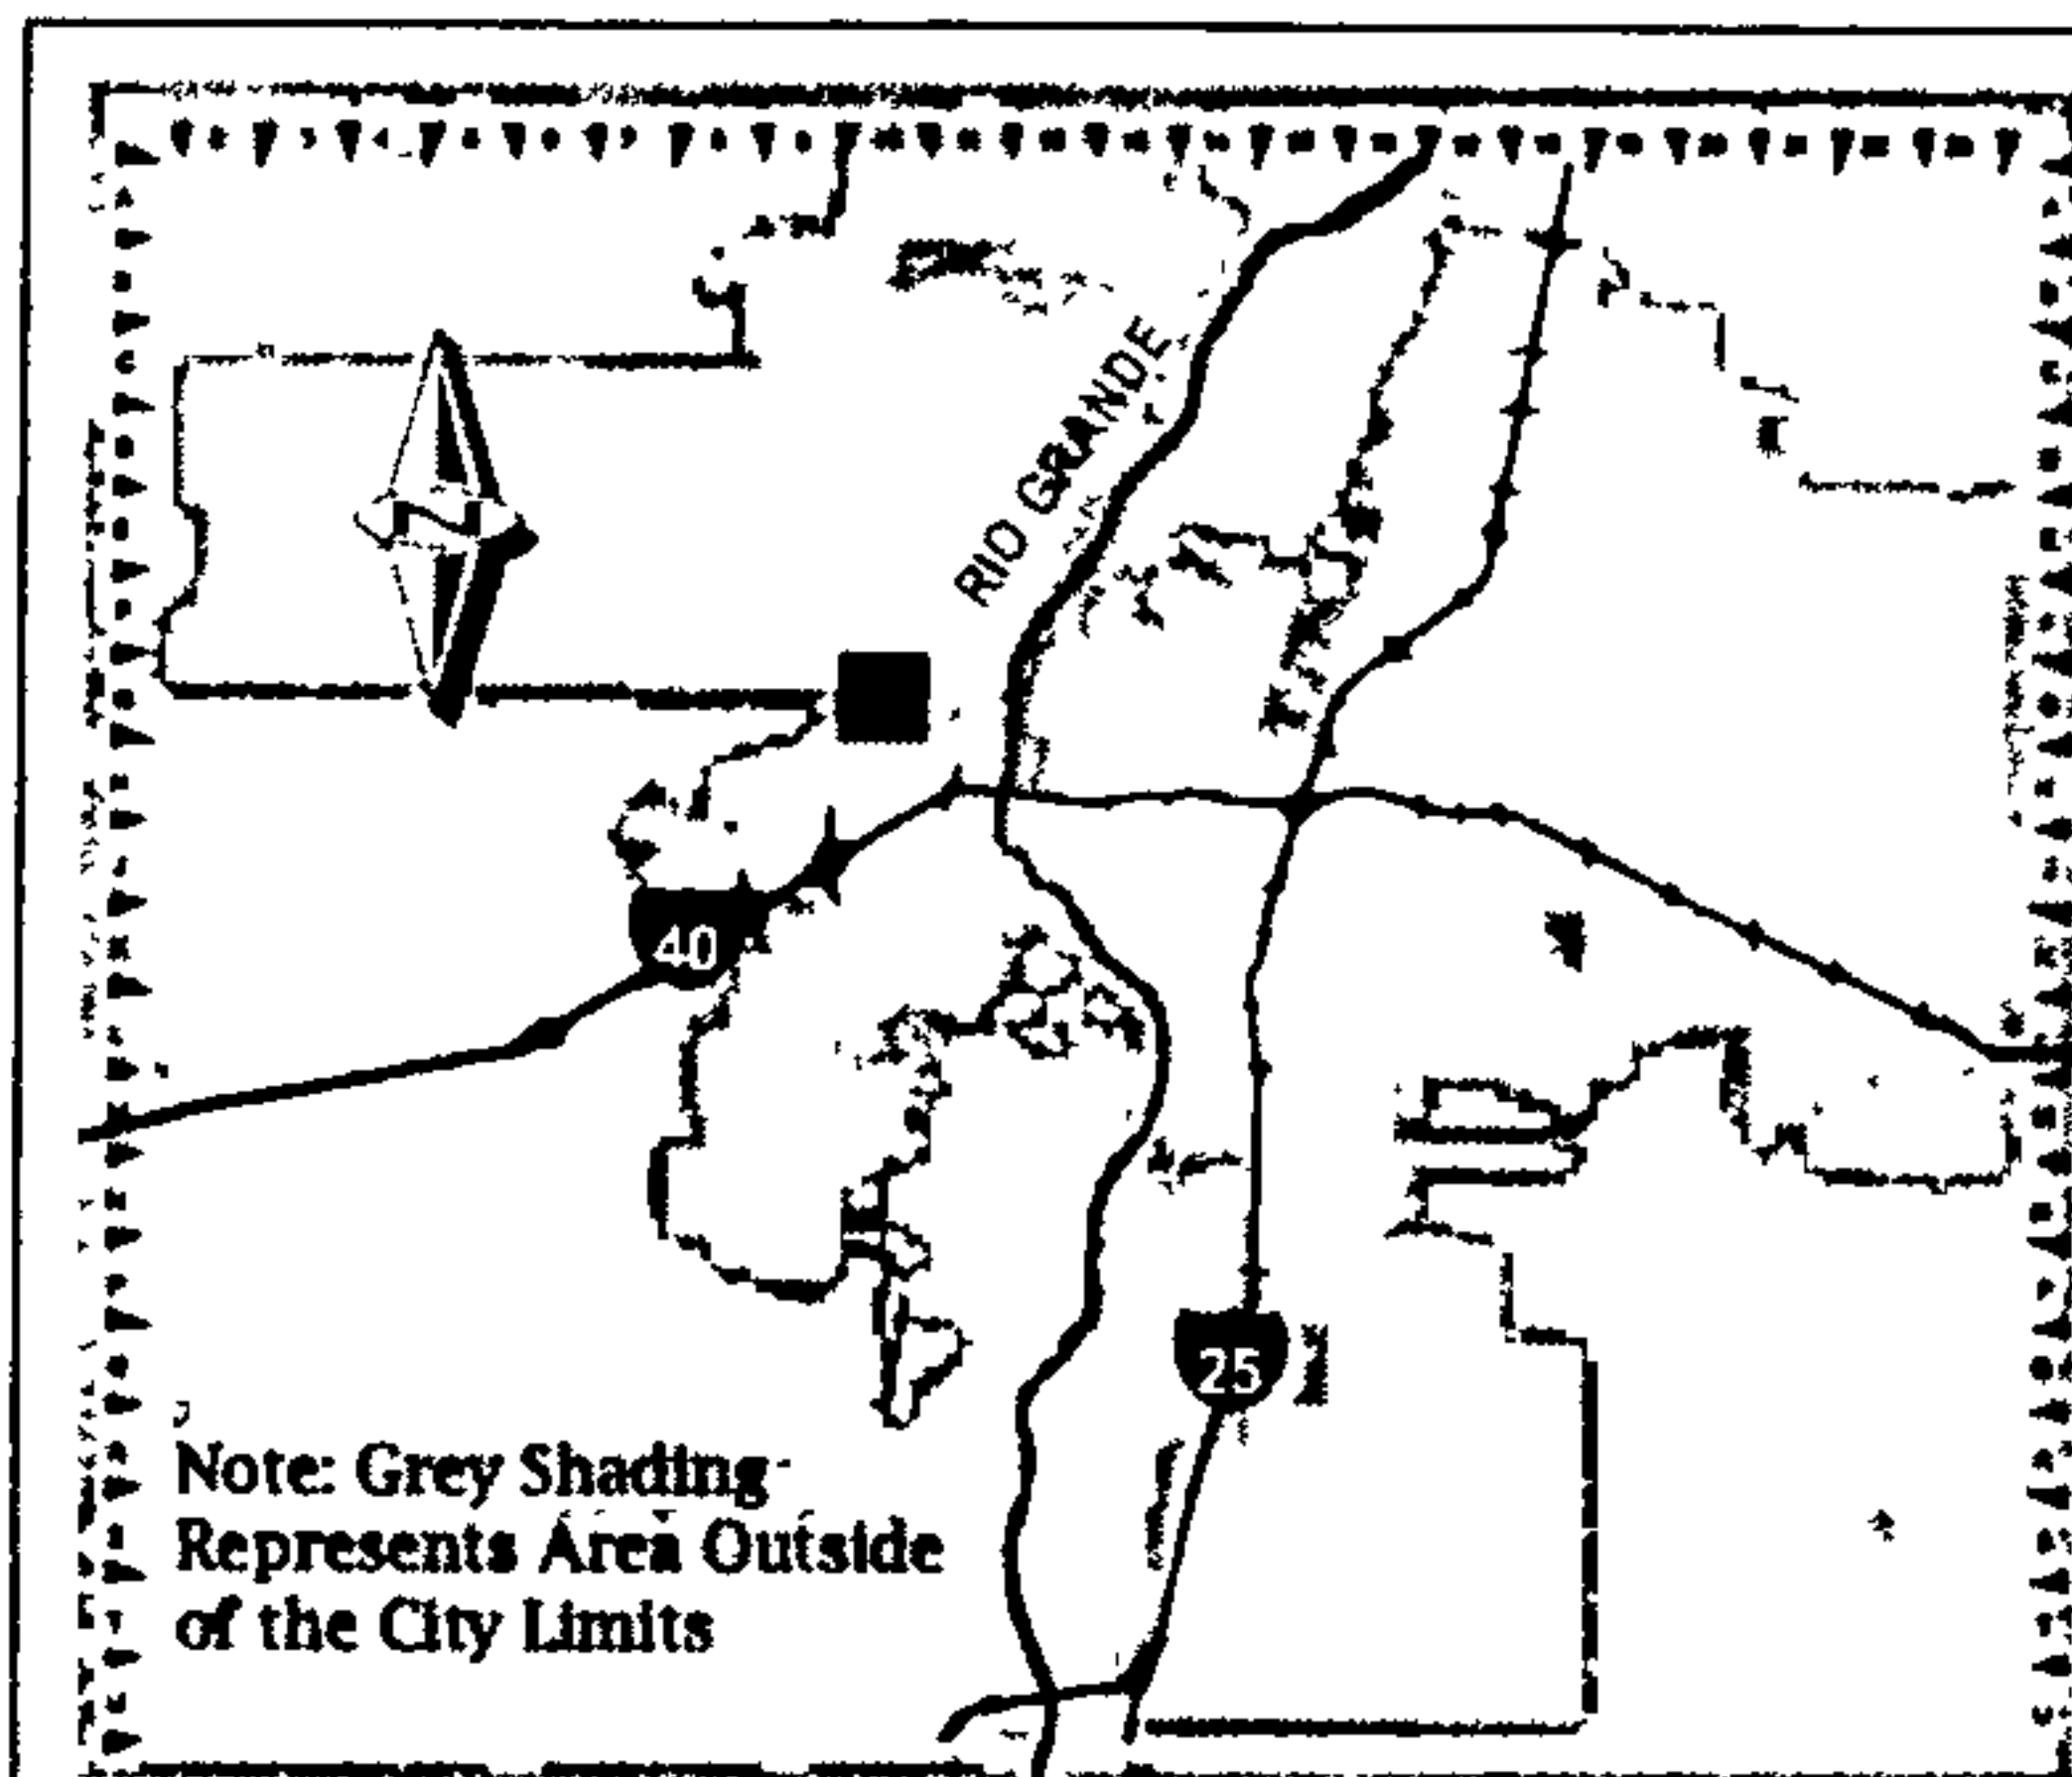 N
RIO GRANDE
40
25
Note: Grey Shading
Represents Area Outside
of the City Limits